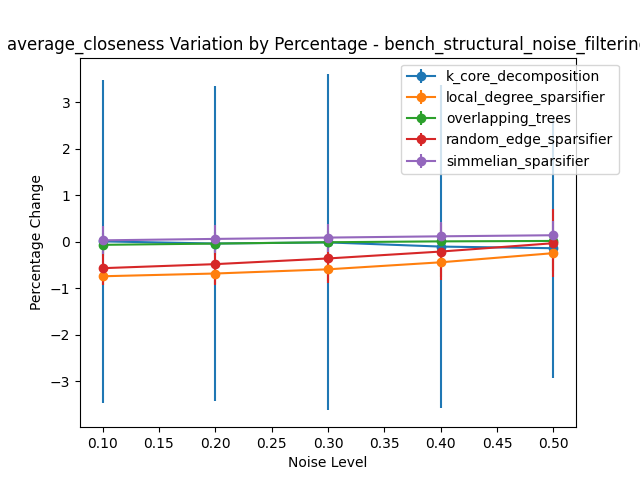 average_closeness Variation by Percentage - bench_structural_noise_filtering
k_core_decomposition
local_degree_sparsifier
overlapping_trees
random_edge_sparsifier
simmelian_sparsifier
Percentage Change
3
2
1
0
−1
−2
−3
0.10 0.15 0.20 0.25 0.30 0.35 0.40 0.45 0.50
Noise Level